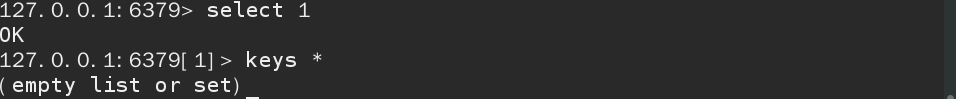 127.0.0.1:6379> select 1
OK
127.0.0.1:6379[1]> keys *
(empty list or set)